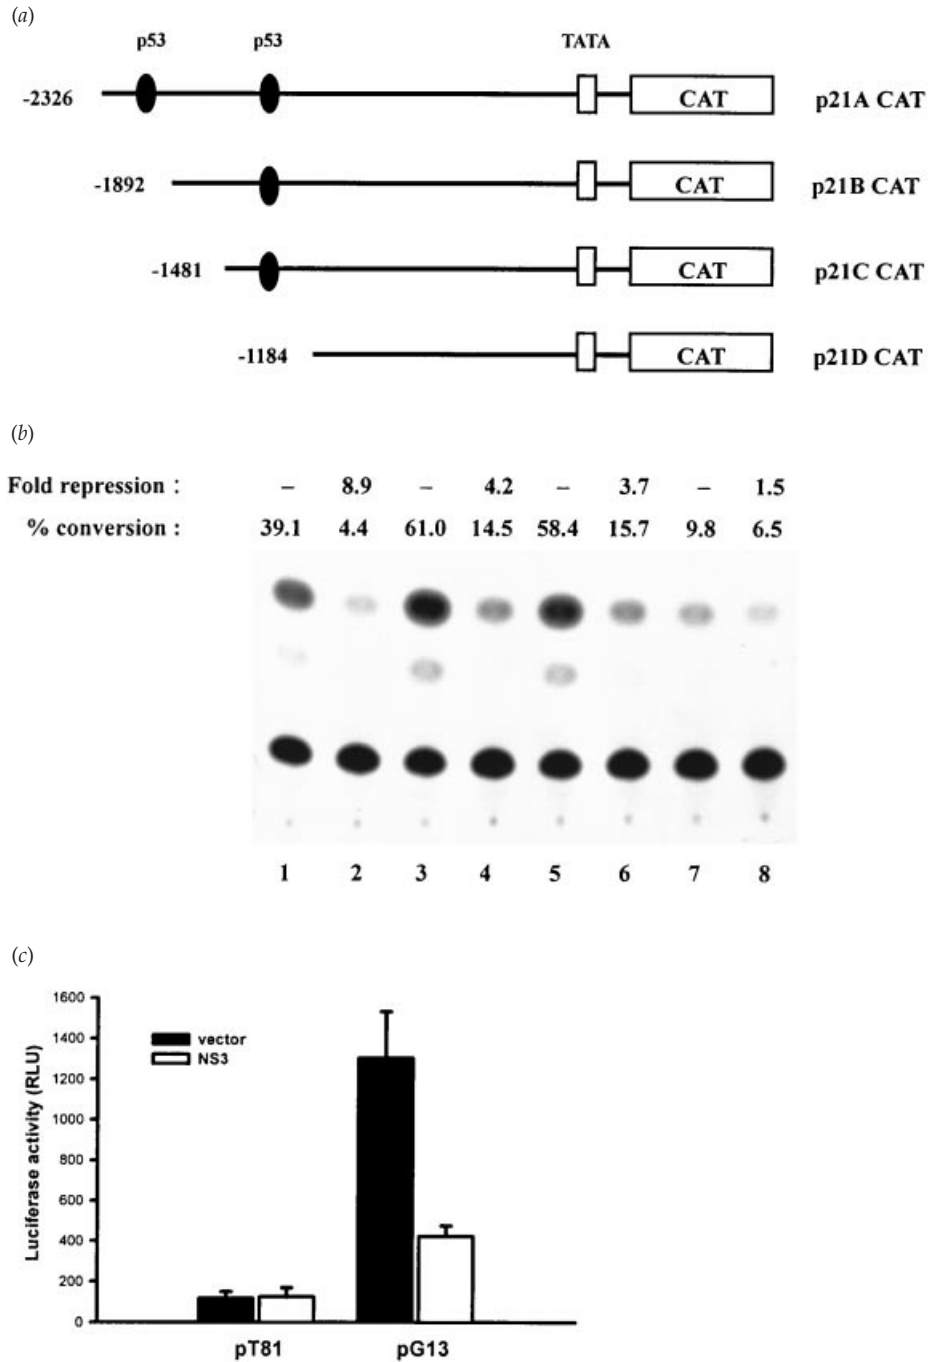 (a)
p53 p53 TATA
-2326 CAT p21A CAT
-1892 CAT p21B CAT
-1481 CAT p21C CAT
-1184 CAT p21D CAT
(b)
Fold repression : – 8.9 – 4.2 – 3.7 – 1.5
% conversion : 39.1 4.4 61.0 14.5 58.4 15.7 9.8 6.5
1 2 3 4 5 6 7 8
(c)
Luciferase activity (RLU)
1600
1400
1200
1000
800
600
400
200
0
vector
NS3
pT81 pG13